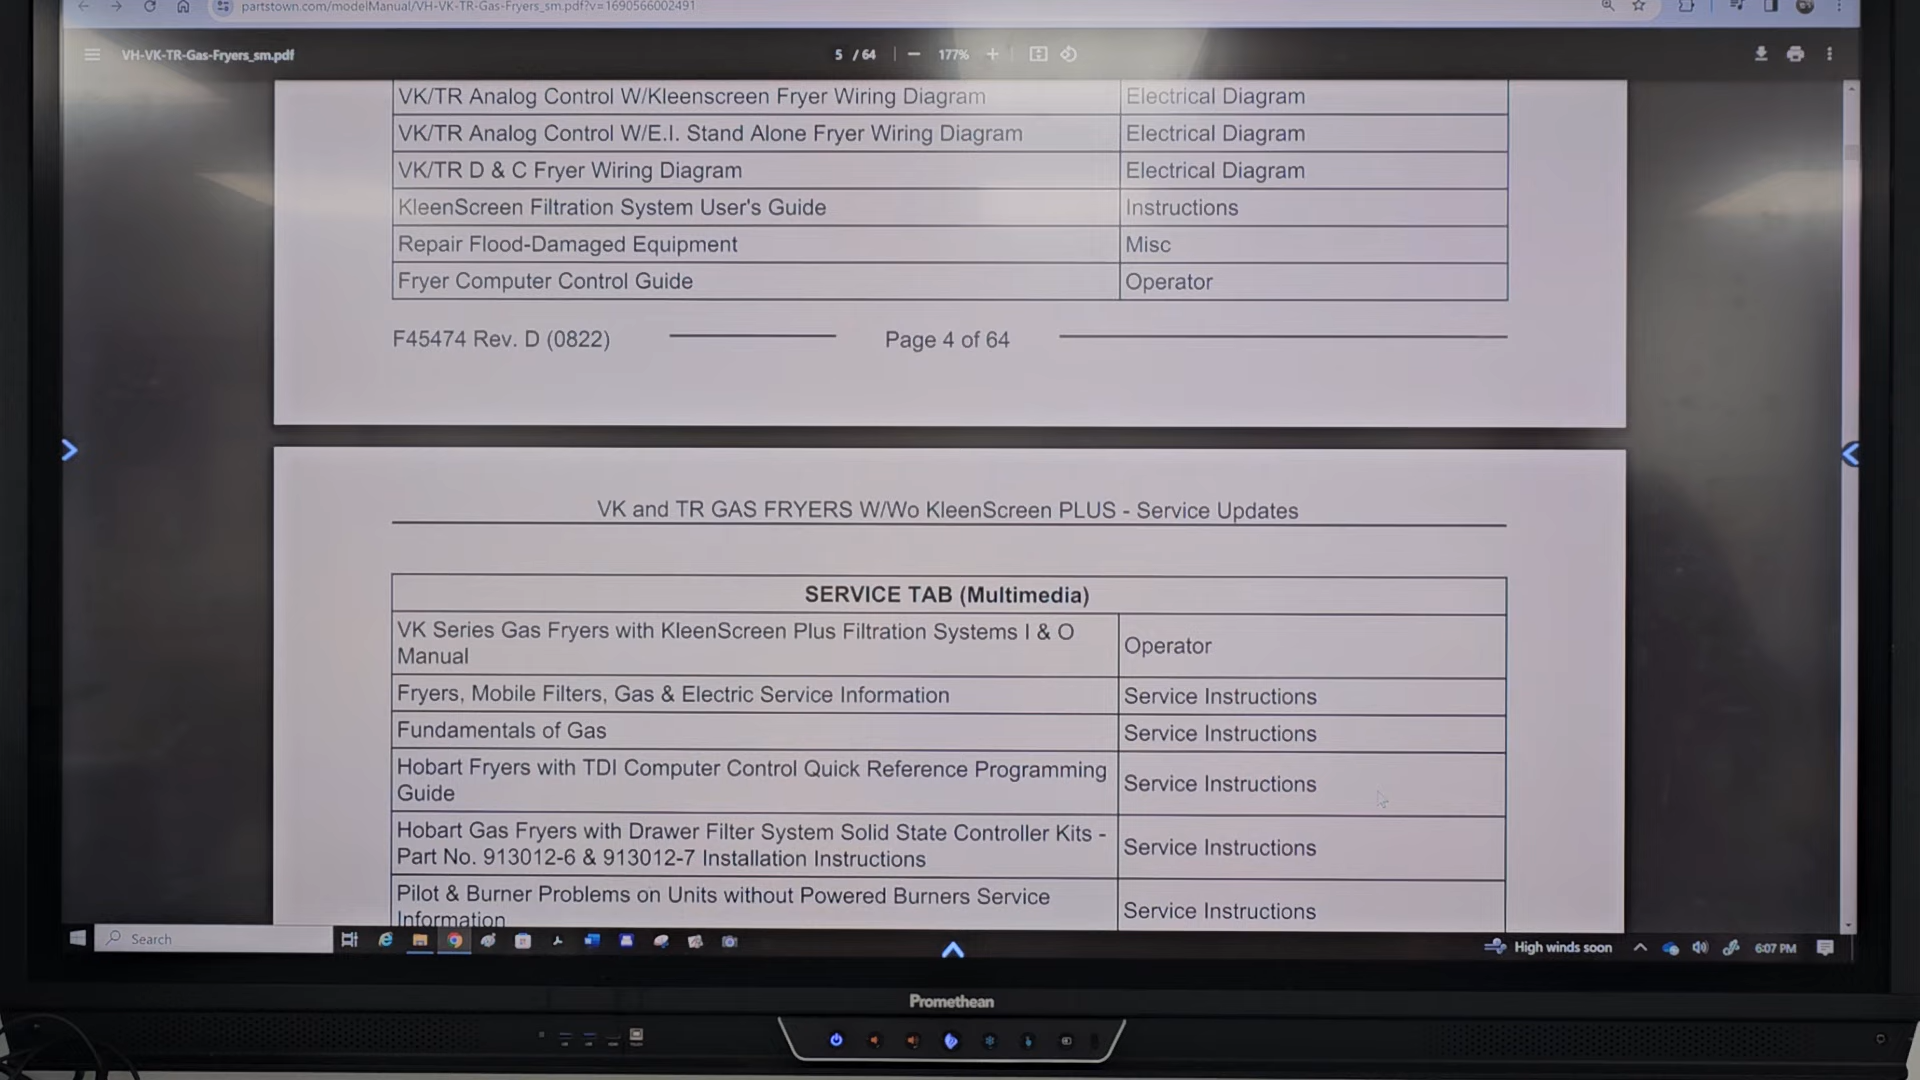 partstown.com/modelManual/VH-VK-TR-Gas-Fryers_sm.pdf?v=1690566002491
VH-VK-TR-Gas-Fryers_sm.pdf
5 / 64
177%
VK/TR Analog Control W/Kleenscreen Fryer Wiring Diagram
Electrical Diagram
VK/TR Analog Control W/E.I. Stand Alone Fryer Wiring Diagram
Electrical Diagram
VK/TR D & C Fryer Wiring Diagram
Electrical Diagram
KleenScreen Filtration System User's Guide
Instructions
Repair Flood-Damaged Equipment
Misc
Fryer Computer Control Guide
Operator
F45474 Rev. D (0822)
Page 4 of 64
VK and TR GAS FRYERS W/Wo KleenScreen PLUS - Service Updates
SERVICE TAB (Multimedia)
VK Series Gas Fryers with KleenScreen Plus Filtration Systems I & O
Manual
Operator
Fryers, Mobile Filters, Gas & Electric Service Information
Service Instructions
Fundamentals of Gas
Service Instructions
Hobart Fryers with TDI Computer Control Quick Reference Programming
Guide
Service Instructions
Hobart Gas Fryers with Drawer Filter System Solid State Controller Kits -
Part No. 913012-6 & 913012-7 Installation Instructions
Service Instructions
Pilot & Burner Problems on Units without Powered Burners Service
Information
Service Instructions
Search
High winds soon
6:07 PM
Promethean